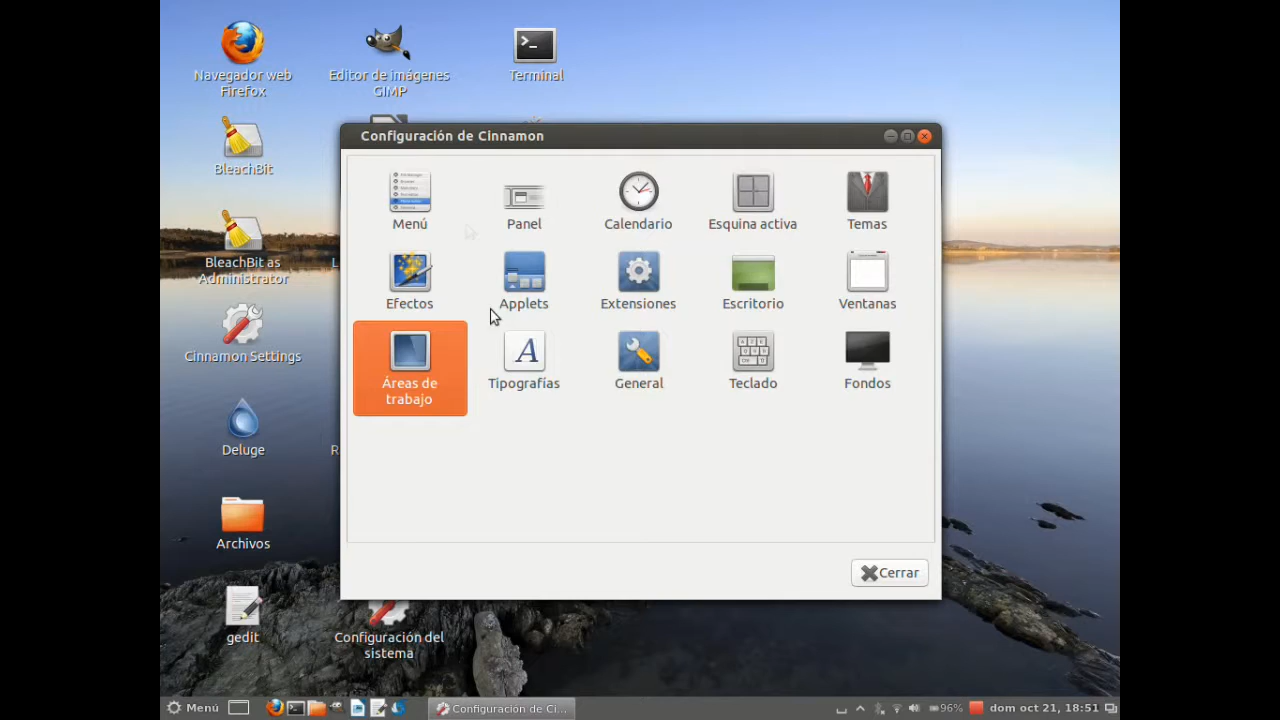 Navegador web
Firefox
Editor de imágenes
GIMP
Terminal
BleachBit
BleachBit as
Administrator
Cinnamon Settings
Deluge
Archivos
gedit
Configuración del
sistema
L
R
Configuración de Cinnamon
Menú
Panel
Calendario
Esquina activa
Temas
Efectos
Applets
Extensiones
Escritorio
Ventanas
Áreas de
trabajo
Tipografías
General
Teclado
Fondos
Cerrar
Menú
Configuración de Ci...
96%
dom oct 21, 18:51